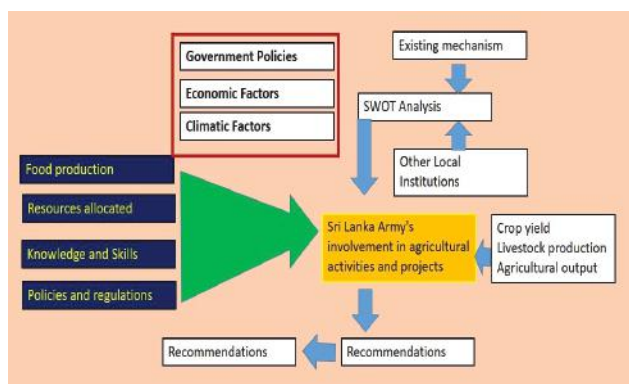 Government Policies
Economic Factors
Climatic Factors
Existing mechanism
SWOT Analysis
Other Local
Institutions
Food production
Resources allocated
Knowledge and Skills
Policies and regulations
Sri Lanka Army's
involvement in agricultural
activities and projects
Crop yield
Livestock production
Agricultural output
Recommendations
Recommendations